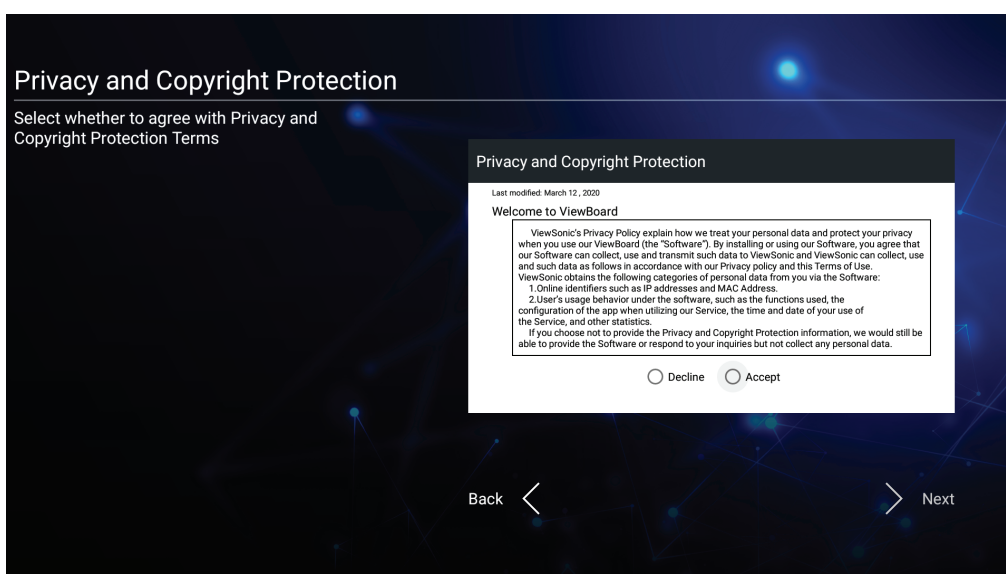 Privacy and Copyright Protection
Select whether to agree with Privacy and
Copyright Protection Terms
Privacy and Copyright Protection
Last modified: March 12 , 2020
Welcome to ViewBoard
ViewSonic's Privacy Policy explain how we treat your personal data and protect your privacy
when you use our ViewBoard (the “Software”). By installing or using our Software, you agree that
our Software can collect, use and transmit such data to ViewSonic and ViewSonic can collect, use
and such data as follows in accordance with our Privacy policy and this Terms of Use.
ViewSonic obtains the following categories of personal data from you via the Software:
1.Online identifiers such as IP addresses and MAC Address.
2.User's usage behavior under the software, such as the functions used, the
configuration of the app when utilizing our Service, the time and date of your use of
the Service, and other statistics.
If you choose not to provide the Privacy and Copyright Protection information, we would still be
able to provide the Software or respond to your inquiries but not collect any personal data.
Decline Accept
Back Next